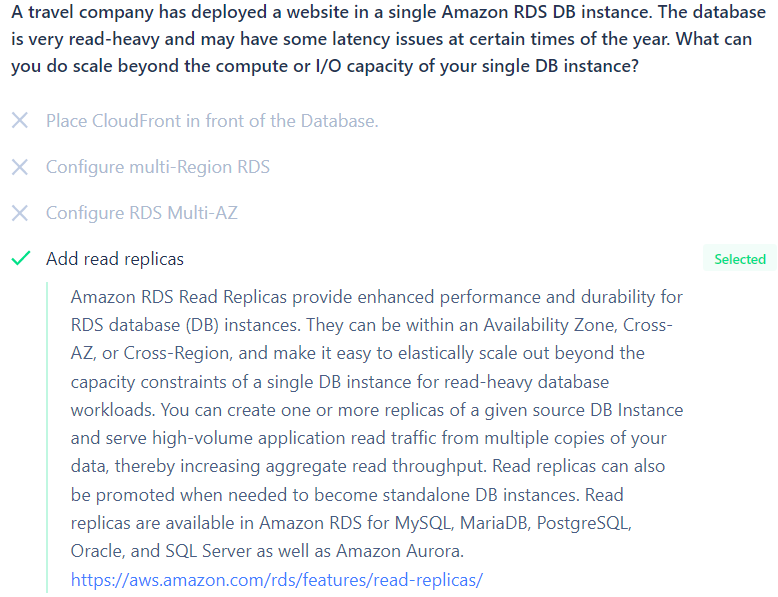 A travel company has deployed a website in a single Amazon RDS DB instance. The database
is very read-heavy and may have some latency issues at certain times of the year. What can
you do scale beyond the compute or I/O capacity of your single DB instance?
Place CloudFront in front of the Database.
Configure multi-Region RDS
Configure RDS Multi-AZ
Add read replicas
Selected
Amazon RDS Read Replicas provide enhanced performance and durability for
RDS database (DB) instances. They can be within an Availability Zone, Cross-
AZ, or Cross-Region, and make it easy to elastically scale out beyond the
capacity constraints of a single DB instance for read-heavy database
workloads. You can create one or more replicas of a given source DB Instance
and serve high-volume application read traffic from multiple copies of your
data, thereby increasing aggregate read throughput. Read replicas can also
be promoted when needed to become standalone DB instances. Read
replicas are available in Amazon RDS for MySQL, MariaDB, PostgreSQL,
Oracle, and SQL Server as well as Amazon Aurora.
https://aws.amazon.com/rds/features/read-replicas/